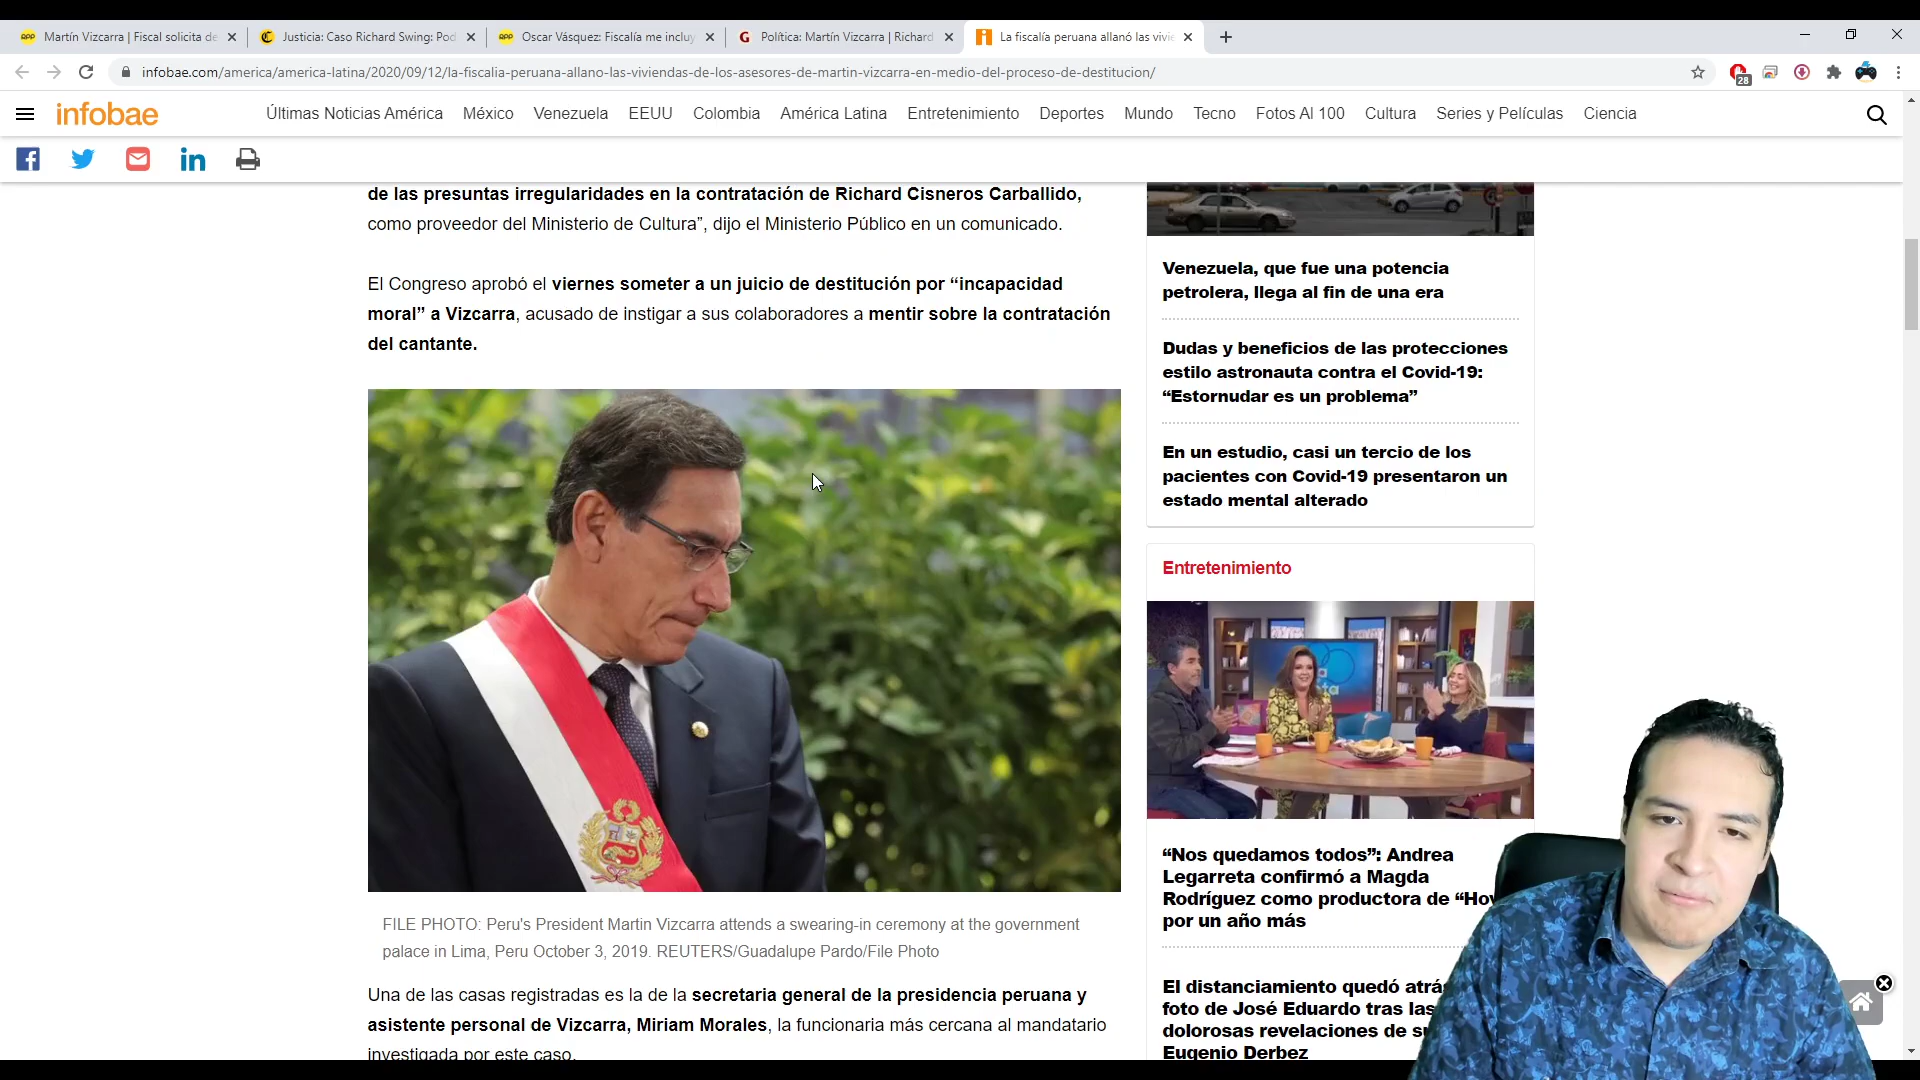 Martín Vizcarra | Fiscal solicita de
Justicia: Caso Richard Swing: Pod
Oscar Vásquez: Fiscalía me incluy
Política: Martín Vizcarra | Richard
La fiscalía peruana allanó las vivie
infobae.com/america/america-latina/2020/09/12/la-fiscalia-peruana-allano-las-viviendas-de-los-asesores-de-martin-vizcarra-en-medio-del-proceso-de-destitucion/
28
infobae
Últimas Noticias América México Venezuela EEUU Colombia América Latina Entretenimiento Deportes Mundo Tecno Fotos Al 100 Cultura Series y Películas Ciencia
de las presuntas irregularidades en la contratación de Richard Cisneros Carballido,
como proveedor del Ministerio de Cultura”, dijo el Ministerio Público en un comunicado.
El Congreso aprobó el viernes someter a un juicio de destitución por “incapacidad
moral” a Vizcarra, acusado de instigar a sus colaboradores a mentir sobre la contratación
del cantante.
FILE PHOTO: Peru's President Martin Vizcarra attends a swearing-in ceremony at the government
palace in Lima, Peru October 3, 2019. REUTERS/Guadalupe Pardo/File Photo
Una de las casas registradas es la de la secretaria general de la presidencia peruana y
asistente personal de Vizcarra, Miriam Morales, la funcionaria más cercana al mandatario
investigada por este caso.
Venezuela, que fue una potencia
petrolera, llega al fin de una era
Dudas y beneficios de las protecciones
estilo astronauta contra el Covid-19:
“Estornudar es un problema”
En un estudio, casi un tercio de los
pacientes con Covid-19 presentaron un
estado mental alterado
Entretenimiento
“Nos quedamos todos”: Andrea
Legarreta confirmó a Magda
Rodríguez como productora de “Hoy
por un año más
El distanciamiento quedó atrás
foto de José Eduardo tras las
dolorosas revelaciones de su
Eugenio Derbez